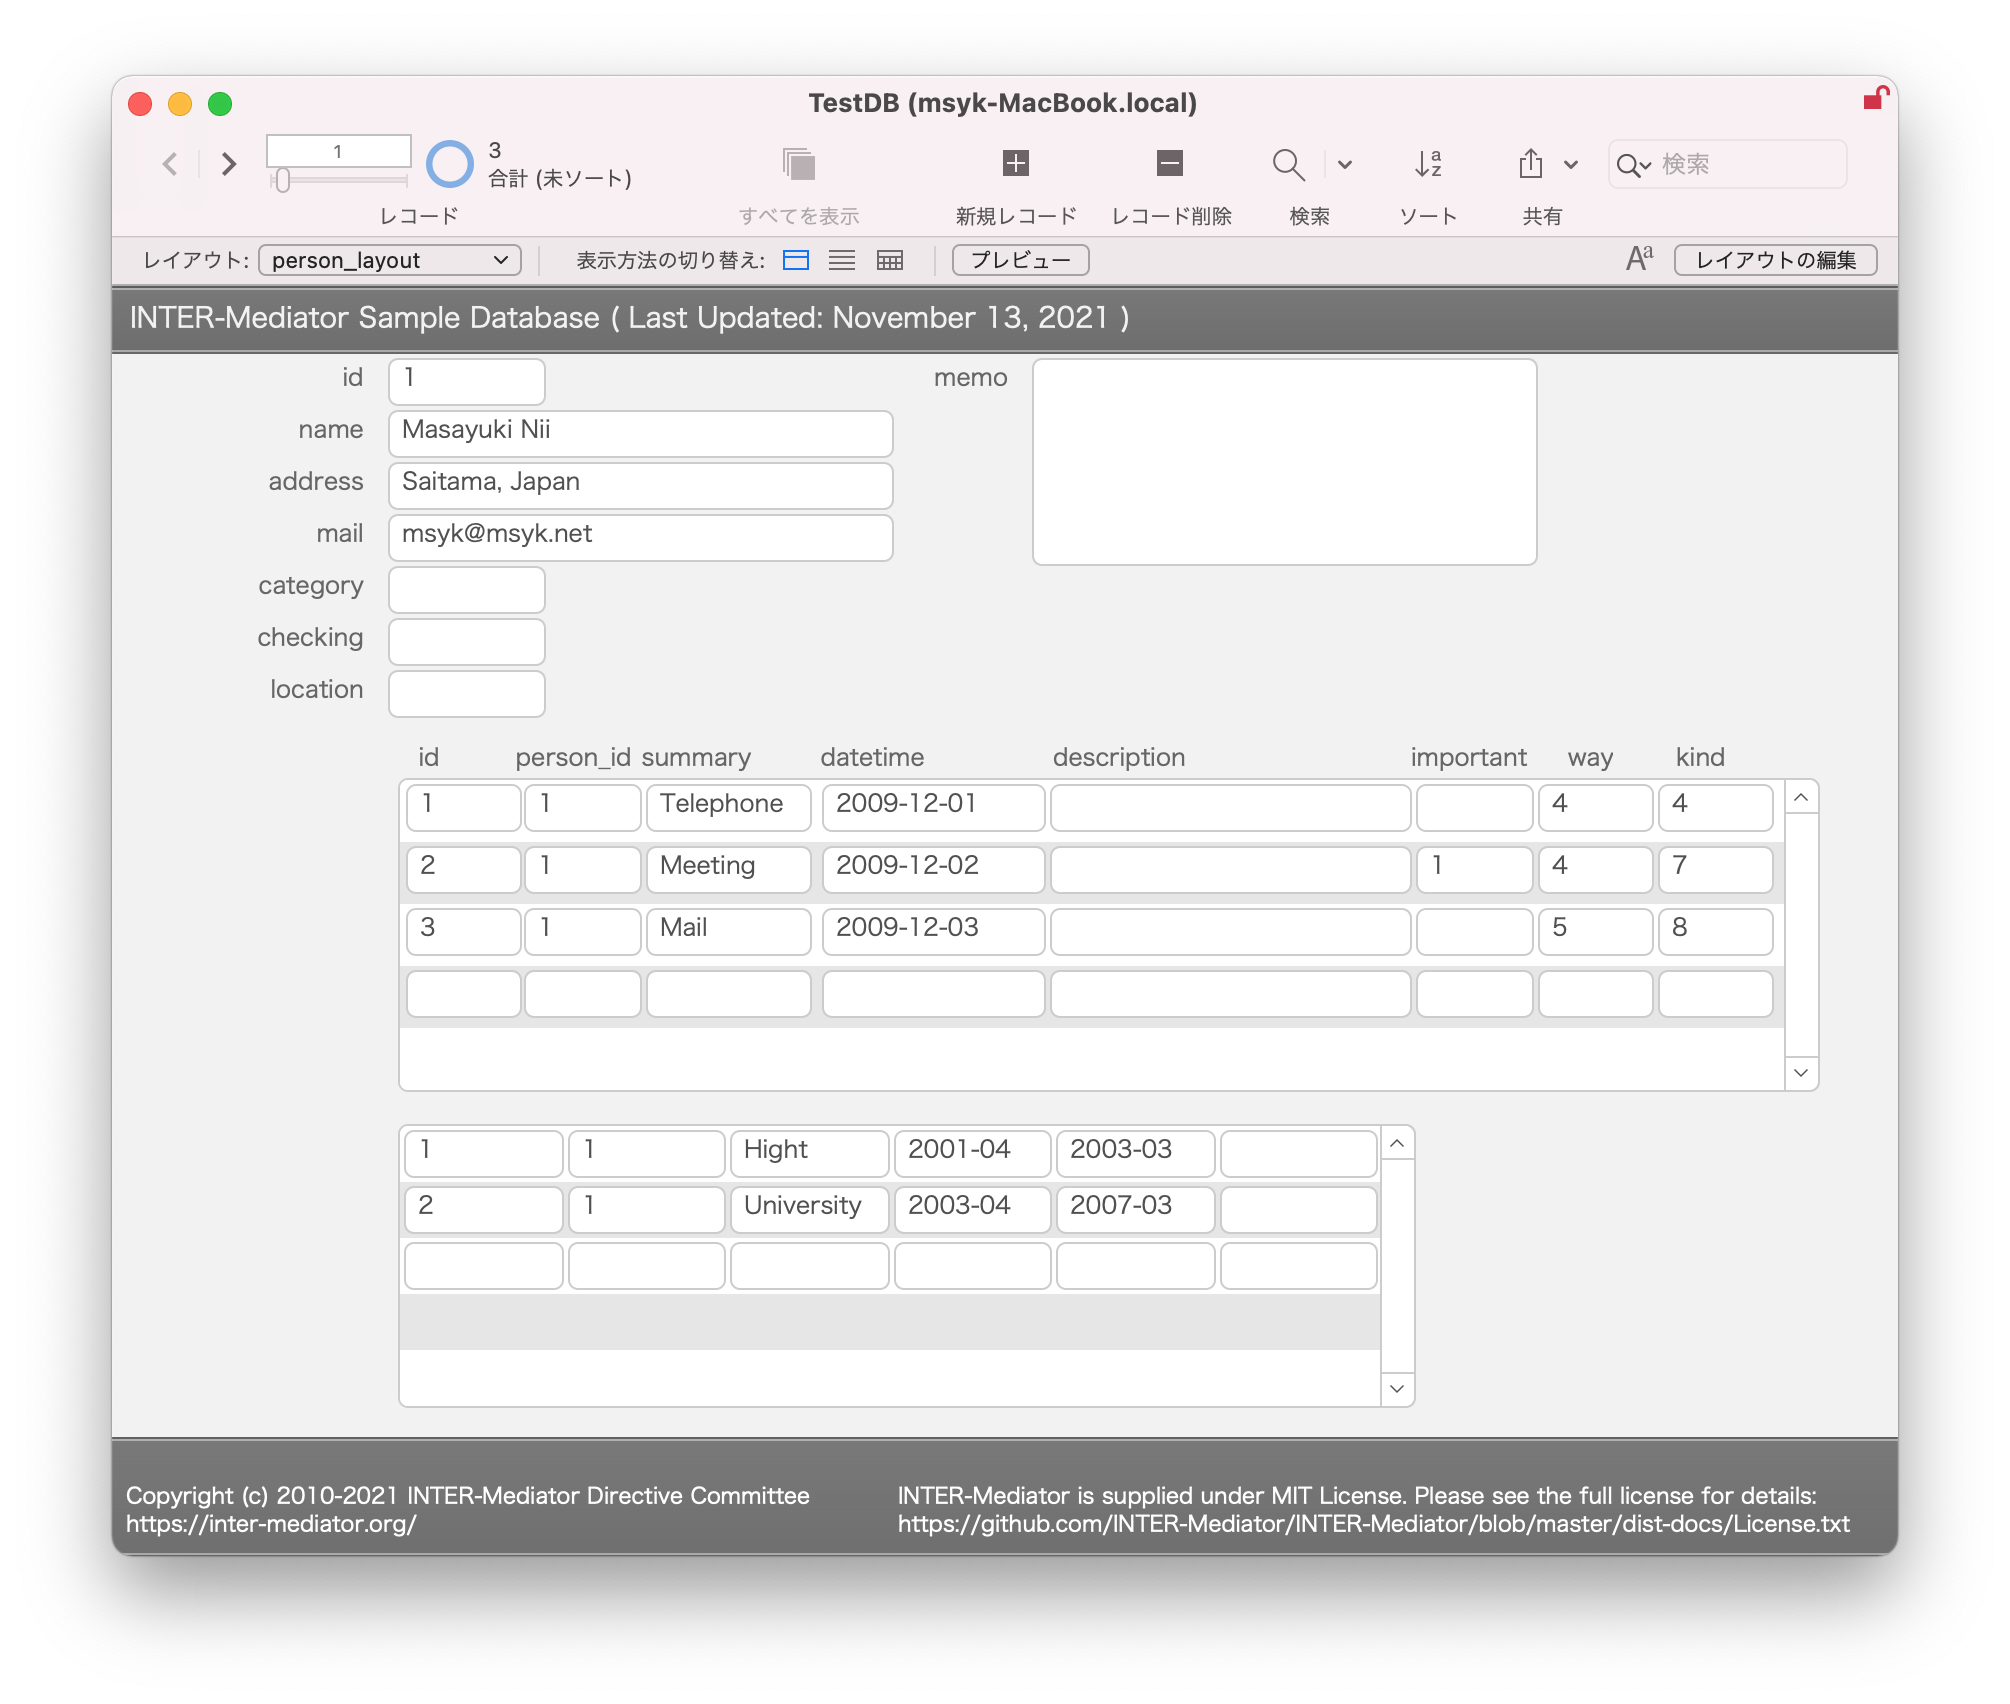 TestDB (msyk-MacBook.local)
1
3
合計 (未ソート)
レコード
すべてを表示
新規レコード
レコード削除
検索
ソート
共有
検索
レイアウト: person_layout 表示方法の切り替え: プレビュー Aa レイアウトの編集
INTER-Mediator Sample Database ( Last Updated: November 13, 2021 )
id 1
memo
name Masayuki Nii
address Saitama, Japan
mail msyk@msyk.net
category
checking
location
id person_id summary datetime description important way kind
1 1 Telephone 2009-12-01 4 4
2 1 Meeting 2009-12-02 1 4 7
3 1 Mail 2009-12-03 5 8
1 1 Hight 2001-04 2003-03
2 1 University 2003-04 2007-03
Copyright (c) 2010-2021 INTER-Mediator Directive Committee
https://inter-mediator.org/
INTER-Mediator is supplied under MIT License. Please see the full license for details:
https://github.com/INTER-Mediator/INTER-Mediator/blob/master/dist-docs/License.txt